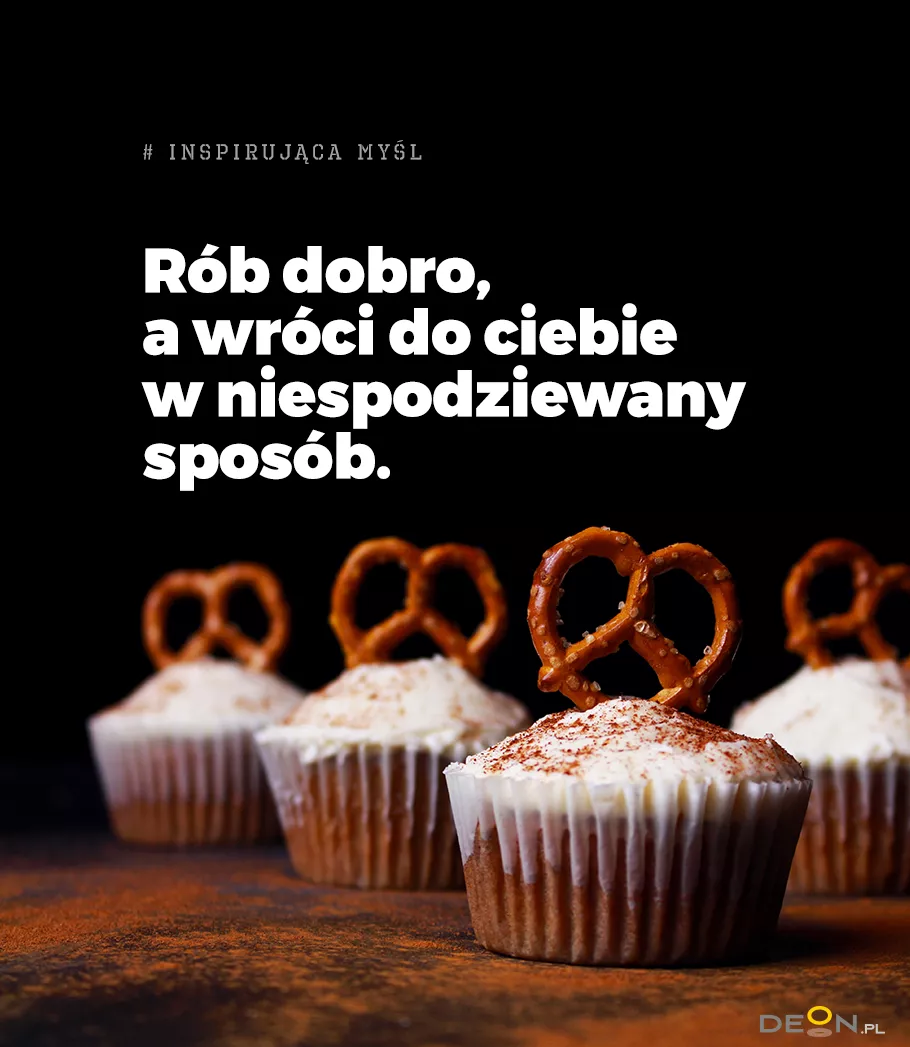 # INSPIRUJĄCA MYŚL
Rób dobro,
a wróci do ciebie
w niespodziewany
sposób.
DEON.PL